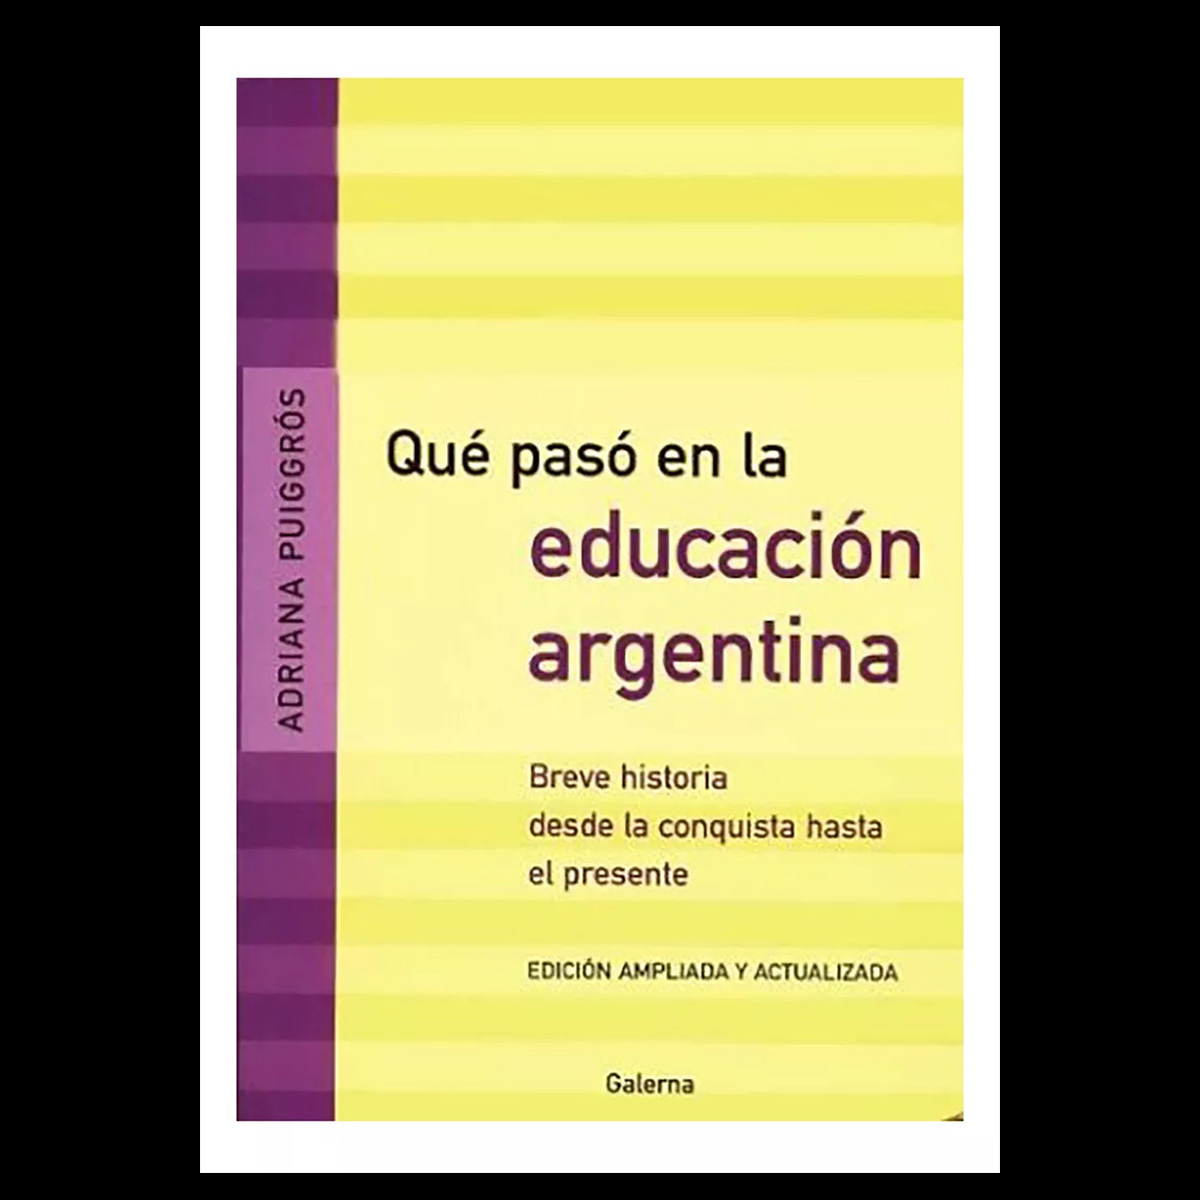 ADRIANA PUIGGRÓS
Qué pasó en la
educación
argentina
Breve historia
desde la conquista hasta
el presente
EDICIÓN AMPLIADA Y ACTUALIZADA
Galerna